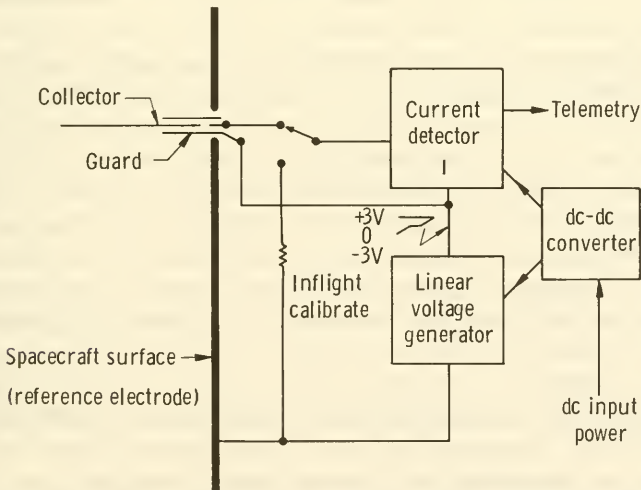 Collector
Guard
Current
detector
I
Telemetry
+3V
0
-3V
dc-dc
converter
Inflight
calibrate
Linear
voltage
generator
Spacecraft surface
(reference electrode)
dc input
power